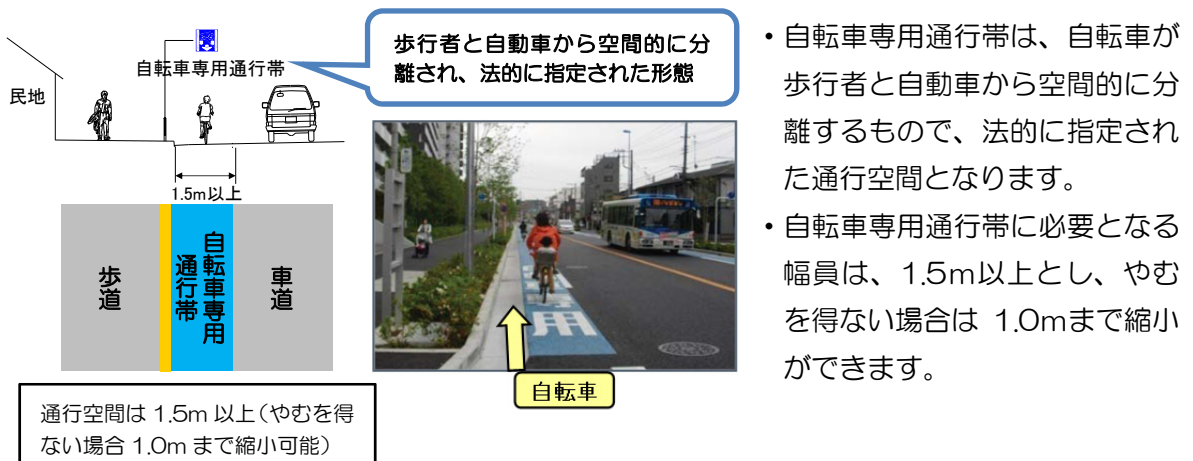 自転車専用通行帯
民地
1.5m以上
歩道
自転車専用
通行帯
車道
通行空間は 1.5m 以上（やむを得
ない場合 1.0m まで縮小可能）
歩行者と自動車から空間的に分
離され、法的に指定された形態
用
自転車
・自転車専用通行帯は、自転車が
歩行者と自動車から空間的に分
離するもので、法的に指定され
た通行空間となります。
・自転車専用通行帯に必要となる
幅員は、1.5m以上とし、やむ
を得ない場合は 1.0mまで縮小
ができます。